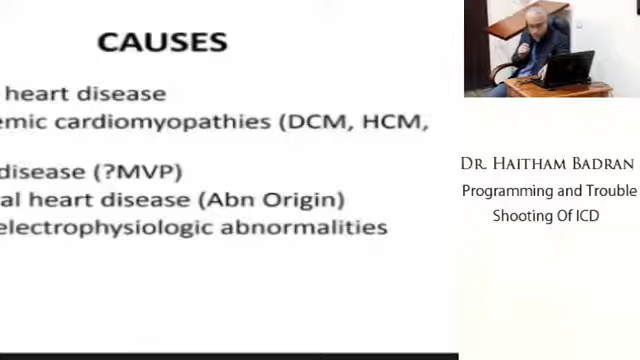 CAUSES
heart disease
emic cardiomyopathies (DCM, HCM,
disease (?MVP)
al heart disease (Abn Origin)
electrophysiologic abnormalities
DR. HAITHAM BADRAN
Programming and Trouble
Shooting Of ICD